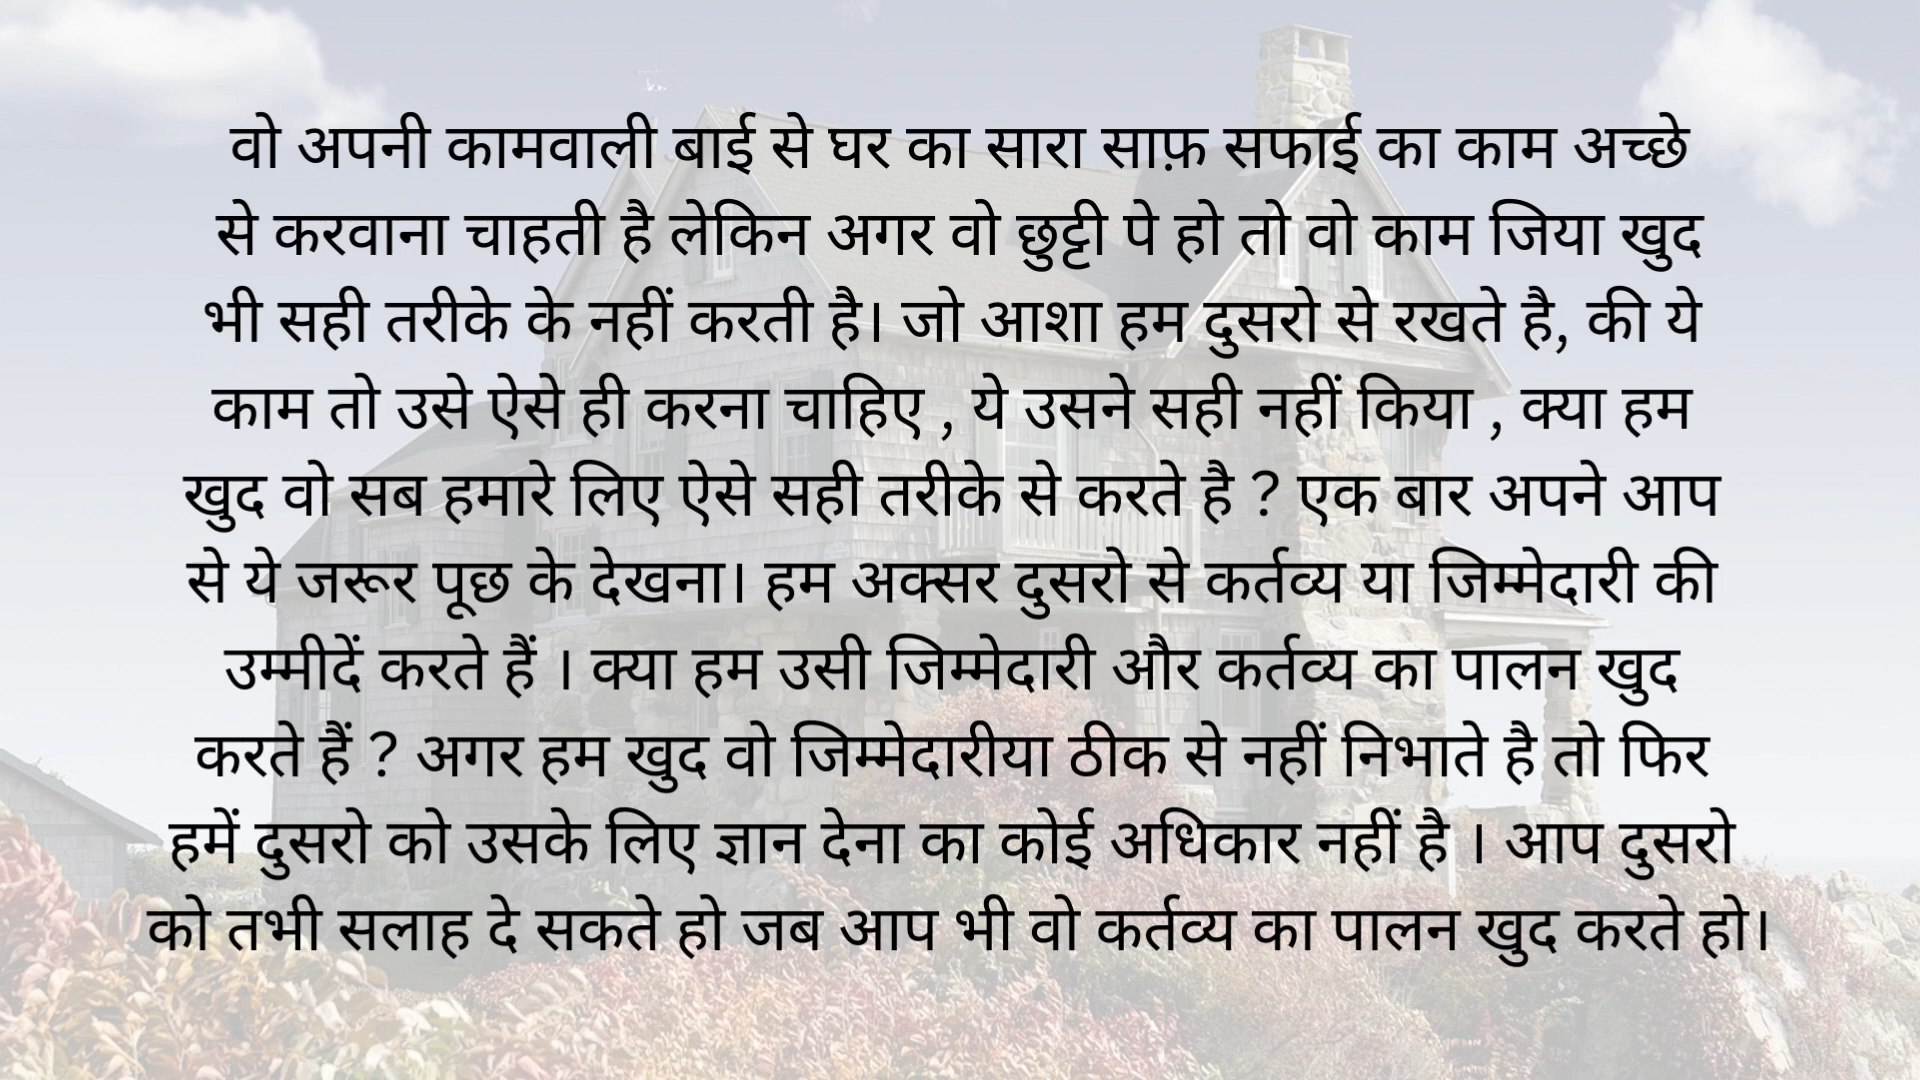 वो अपनी कामवाली बाई से घर का सारा साफ़ सफाई का काम अच्छे
से करवाना चाहती है लेकिन अगर वो छुट्टी पे हो तो वो काम जिया खुद
भी सही तरीके के नहीं करती है। जो आशा हम दुसरो से रखते है, की ये
काम तो उसे ऐसे ही करना चाहिए , ये उसने सही नहीं किया , क्या हम
खुद वो सब हमारे लिए ऐसे सही तरीके से करते है ? एक बार अपने आप
से ये जरूर पूछ के देखना। हम अक्सर दुसरो से कर्तव्य या जिम्मेदारी की
उम्मीदें करते हैं । क्या हम उसी जिम्मेदारी और कर्तव्य का पालन खुद
करते हैं ? अगर हम खुद वो जिम्मेदारीया ठीक से नहीं निभाते है तो फिर
हमें दुसरो को उसके लिए ज्ञान देना का कोई अधिकार नहीं है । आप दुसरो
को तभी सलाह दे सकते हो जब आप भी वो कर्तव्य का पालन खुद करते हो।